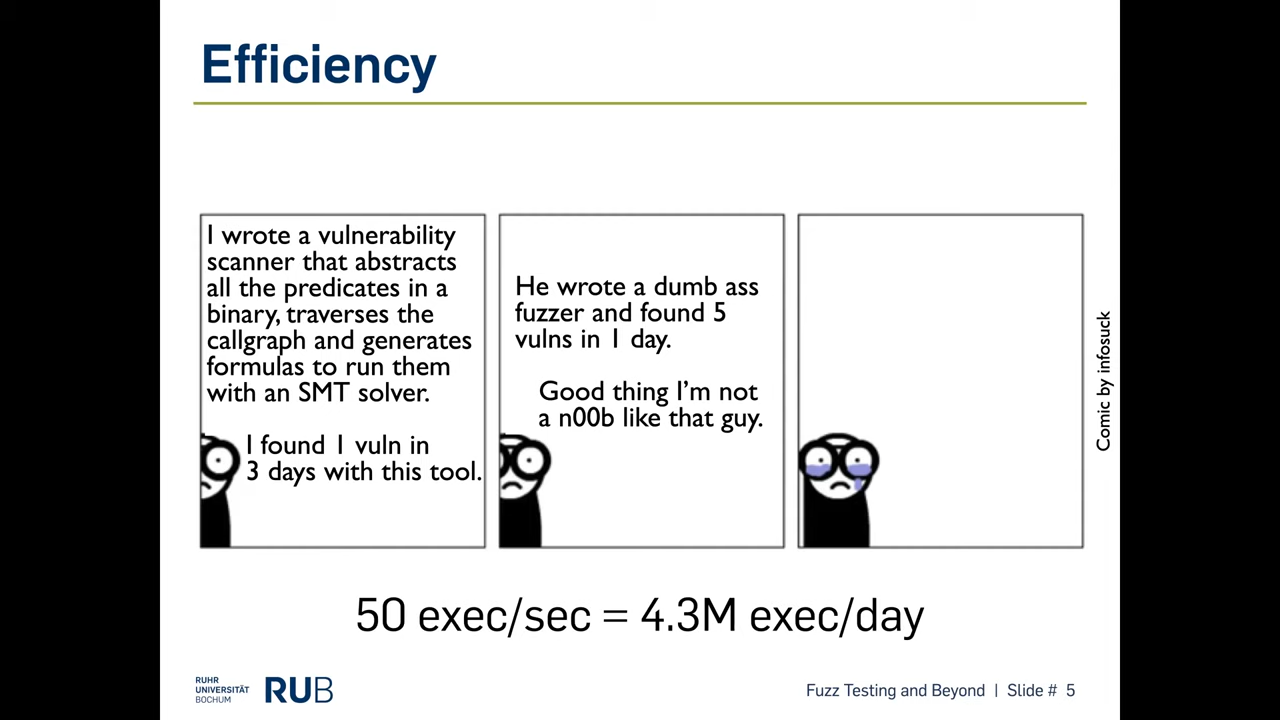 Efficiency
I wrote a vulnerability
scanner that abstracts
all the predicates in a
binary, traverses the
callgraph and generates
formulas to run them
with an SMT solver.
I found 1 vuln in
3 days with this tool.
He wrote a dumb ass
fuzzer and found 5
vulns in 1 day.
Good thing I'm not
a n00b like that guy.
Comic by infosuck
50 exec/sec = 4.3M exec/day
RUHR
UNIVERSITÄT
BOCHUM
RUB
Fuzz Testing and Beyond | Slide # 5